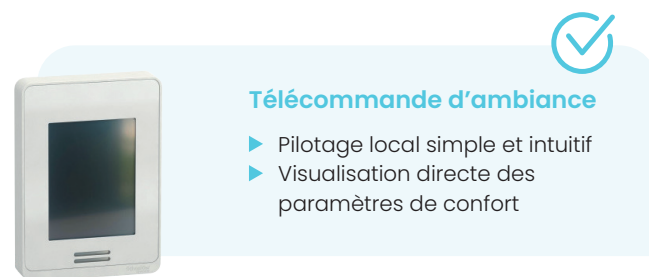 Télécommande d’ambiance
Pilotage local simple et intuitif
Visualisation directe des
paramètres de confort